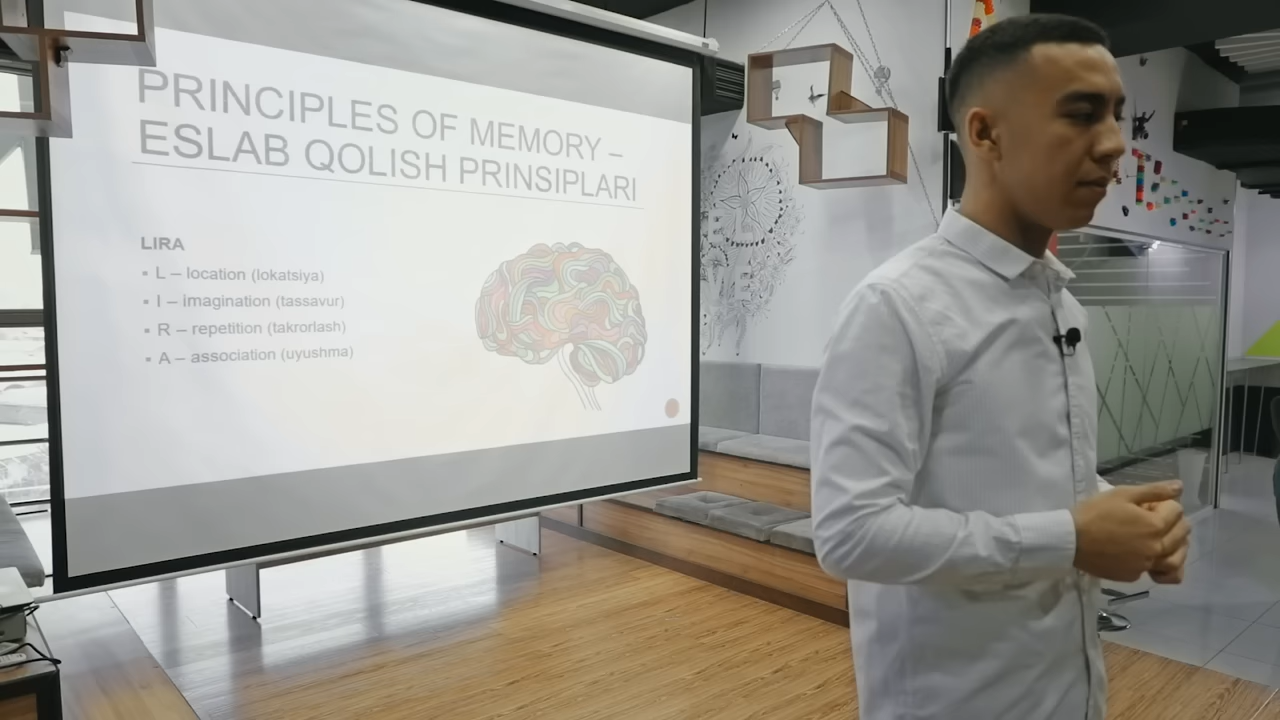 PRINCIPLES OF MEMORY –
ESLAB QOLISH PRINSIPLARI
LIRA
▪ L – location (lokatsiya)
▪ I – imagination (tassavur)
▪ R – repetition (takrorlash)
▪ A – association (uyushma)